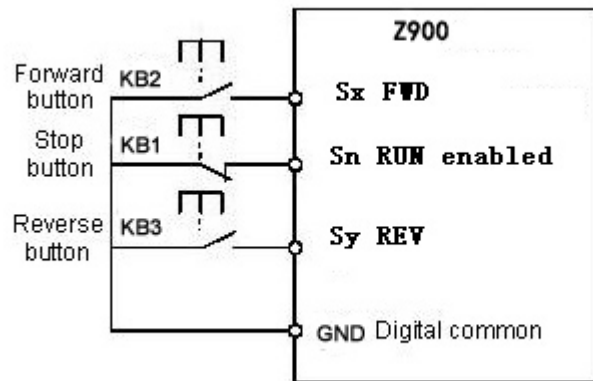 Z900
Forward
button
KB2
Sx FWD
Stop
button
KB1
Sn RUN enabled
Reverse
button
KB3
Sy REV
GND Digital common